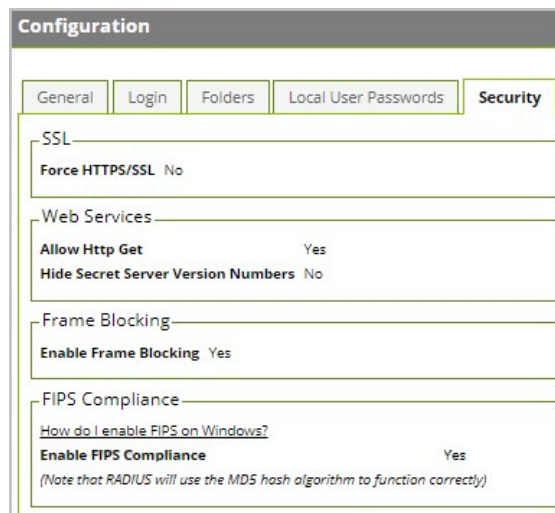 Configuration
General Login Folders Local User Passwords Security
SSL
Force HTTPS/SSL No
Web Services
Allow Http Get Yes
Hide Secret Server Version Numbers No
Frame Blocking
Enable Frame Blocking Yes
FIPS Compliance
How do I enable FIPS on Windows?
Enable FIPS Compliance Yes
(Note that RADIUS will use the MD5 hash algorithm to function correctly)